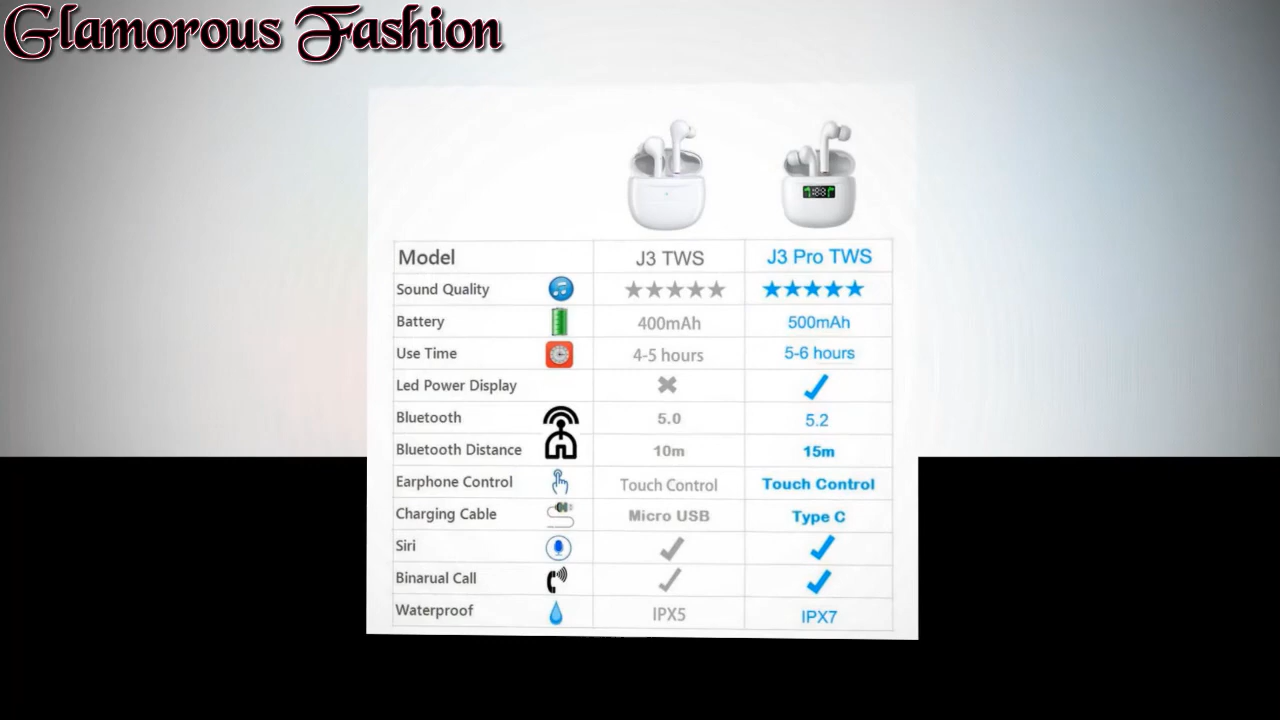 Glamorous Fashion
Model J3 TWS J3 Pro TWS
Sound Quality
Battery 400mAh 500mAh
Use Time 4-5 hours 5-6 hours
Led Power Display
Bluetooth 5.0 5.2
Bluetooth Distance 10m 15m
Earphone Control Touch Control Touch Control
Charging Cable Micro USB Type C
Siri
Binarual Call
Waterproof IPX5 IPX7